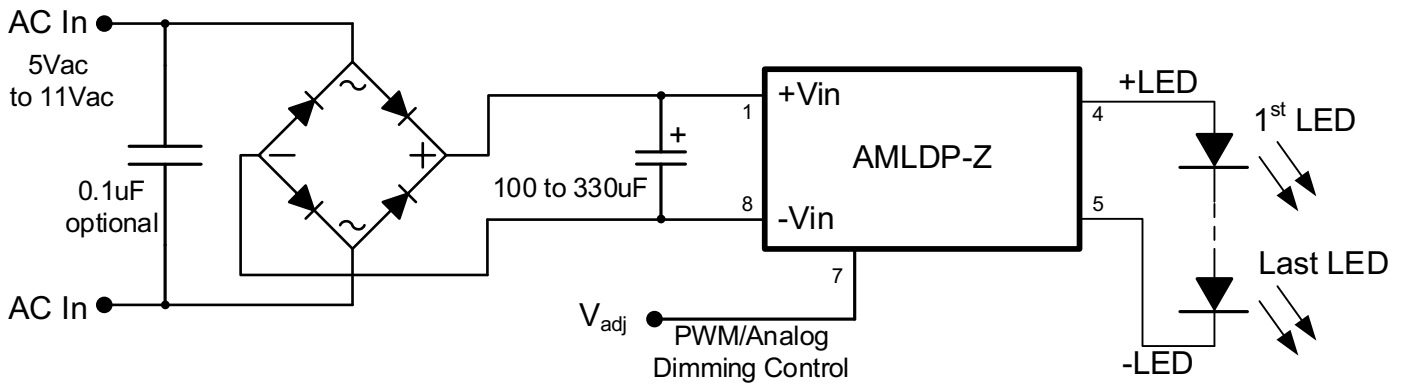 AC In
5Vac
to 11Vac
0.1uF
optional
AC In
~
−
+
~
+
100 to 330uF
1
+Vin
8
-Vin
AMLDP-Z
7
Vadj
PWM/Analog
Dimming Control
4
+LED
1st LED
5
Last LED
-LED